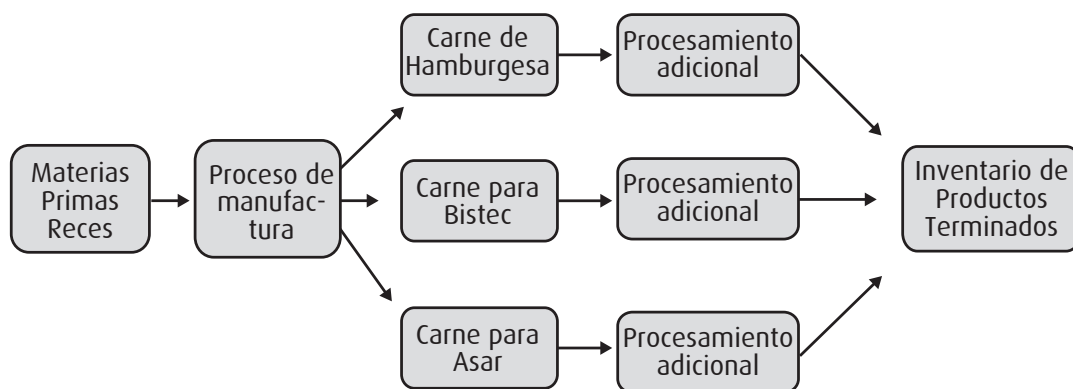 Materias
Primas
Reces
Proceso de
manufac-
tura
Carne de
Hamburgesa
Procesamiento
adicional
Carne para
Bistec
Procesamiento
adicional
Carne para
Asar
Procesamiento
adicional
Inventario de
Productos
Terminados